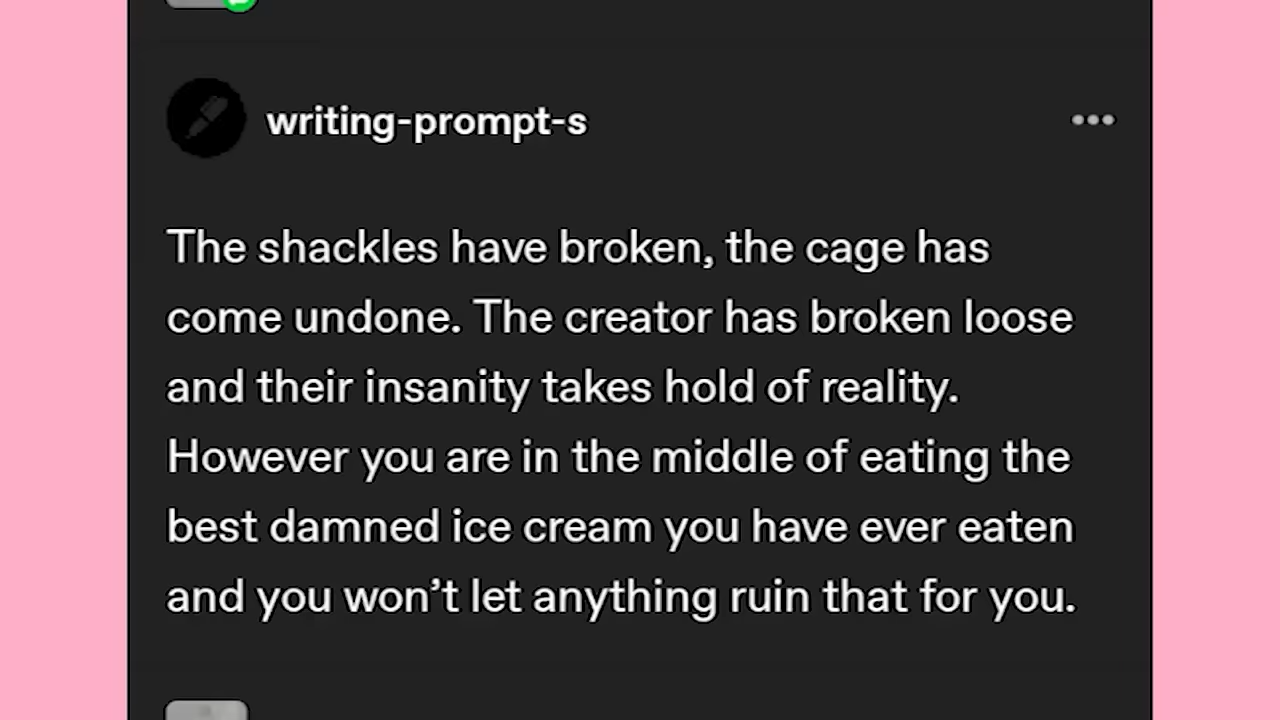 writing-prompt-s
The shackles have broken, the cage has
come undone. The creator has broken loose
and their insanity takes hold of reality.
However you are in the middle of eating the
best damned ice cream you have ever eaten
and you won’t let anything ruin that for you.